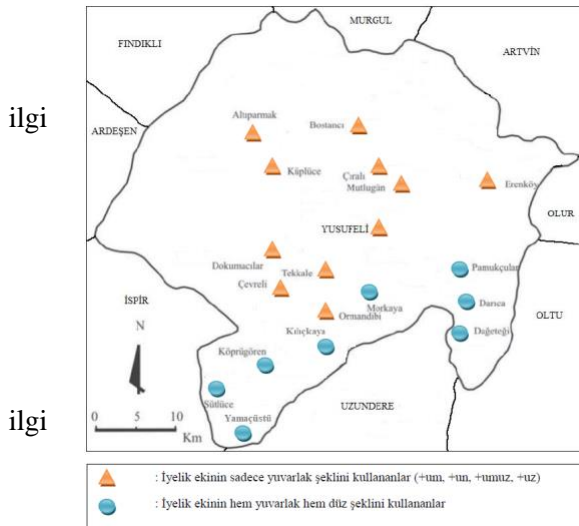 MURGUL
FINDIKLI
ARTVİN
ilgi
Altıparmak
Bostancı
ARDEŞEN
Küplüce
Çıralı
Mutlugün
Erenköy
OLUR
YUSUFELİ
Dokumacılar
Tekkale
Pamukçular
Çevreli
İSPİR
Morkaya
Darıca
OLTU
N
Ormandibi
Dağeteği
Kılıçkaya
Köprügören
ilgi
Sütlüce
UZUNDERE
0 5 10
Yamaçüstü
Km
: İyelik ekinin sadece yuvarlak şeklini kullananlar (+um, +un, +umuz, +uz)
: İyelik ekinin hem yuvarlak hem düz şeklini kullananlar